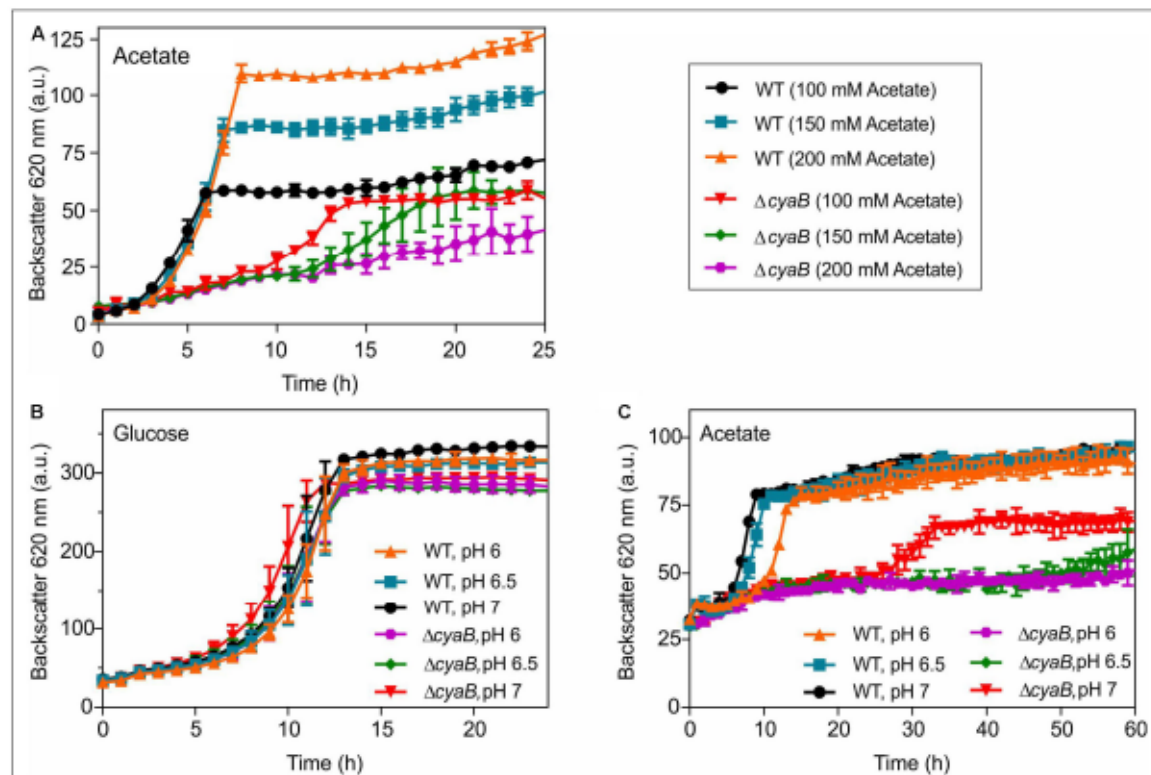 A
Acetate
125
100
75
50
25
0
Backscatter 620 nm (a.u.)
0 5 10 15 20 25
Time (h)
WT (100 mM Acetate)
WT (150 mM Acetate)
WT (200 mM Acetate)
ΔcyaB (100 mM Acetate)
ΔcyaB (150 mM Acetate)
ΔcyaB (200 mM Acetate)
B
Glucose
300
200
100
0
Backscatter 620 nm (a.u.)
WT, pH 6
WT, pH 6.5
WT, pH 7
ΔcyaB,pH 6
ΔcyaB,pH 6.5
ΔcyaB,pH 7
0 5 10 15 20
Time (h)
C
Acetate
100
75
50
25
0
Backscatter 620 nm (a.u.)
WT, pH 6 ΔcyaB,pH 6
WT, pH 6.5 ΔcyaB,pH 6.5
WT, pH 7 ΔcyaB,pH 7
0 10 20 30 40 50 60
Time (h)